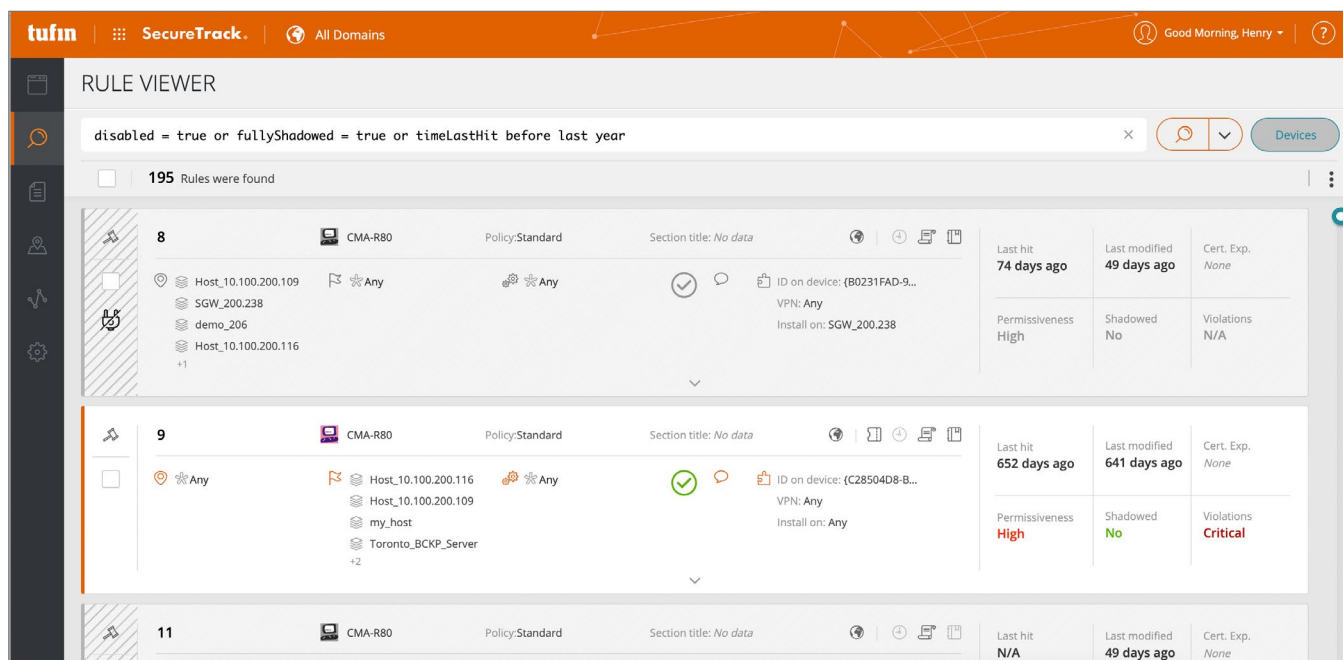 tufin SecureTrack. All Domains Good Morning, Henry ?
RULE VIEWER
disabled = true or fullyShadowed = true or timeLastHit before last year
Devices
195 Rules were found
8 CMA-R80 Policy:Standard Section title: No data
Last hit Last modified Cert. Exp.
74 days ago 49 days ago None
Host_10.100.200.109 Any Any ID on device: {B0231FAD-9...
SGW_200.238 VPN: Any
demo_206 Install on: SGW_200.238
Host_10.100.200.116
+1
Permissiveness Shadowed Violations
High No N/A
9 CMA-R80 Policy:Standard Section title: No data
Last hit Last modified Cert. Exp.
652 days ago 641 days ago None
Any Host_10.100.200.116 Any ID on device: {C28504D8-B...
Host_10.100.200.109 VPN: Any
my_host Install on: Any
Toronto_BCKP_Server
+2
Permissiveness Shadowed Violations
High No Critical
11 CMA-R80 Policy:Standard Section title: No data
Last hit Last modified Cert. Exp.
N/A 49 days ago None